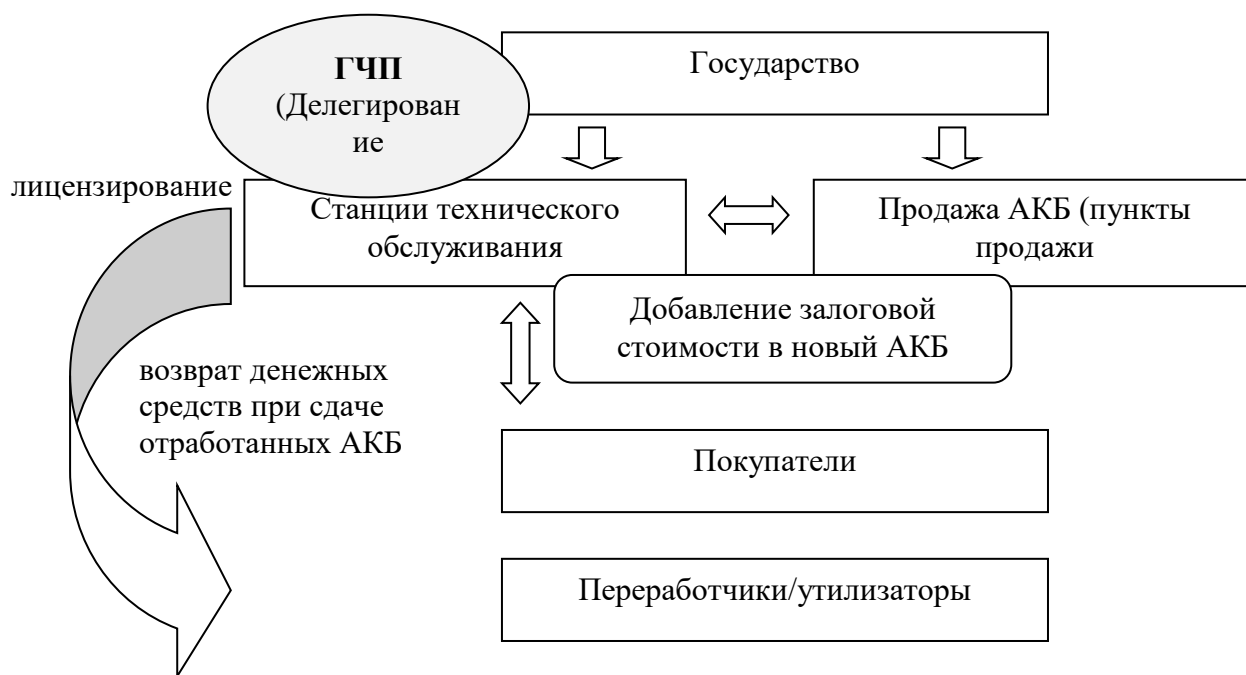 ГЧП
(Делегирован
ие
Государство
лицензирование
Станции технического
обслуживания
Продажа АКБ (пункты
продажи
Добавление залоговой
стоимости в новый АКБ
возврат денежных
средств при сдаче
отработанных АКБ
Покупатели
Переработчики/утилизаторы